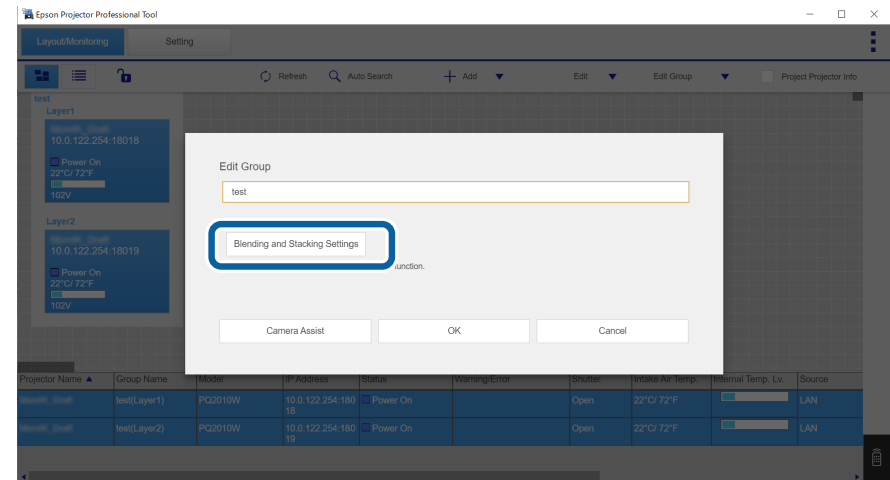 Epson Projector Professional Tool
Layout/Monitoring
Setting
Refresh
Auto Search
Add
Edit
Edit Group
Project Projector Info
test
Layer1
10.0.122.254:18018
Power On
22°C/ 72°F
102V
Layer2
10.0.122.254:18019
Power On
22°C/ 72°F
102V
Edit Group
test
Blending and Stacking Settings
function.
Camera Assist
OK
Cancel
Projector Name
Group Name
Model
IP Address
Status
Warning/Error
Shutter
Intake Air Temp.
Internal Temp. Lv.
Source
test(Layer1)
PQ2010W
10.0.122.254:180
18
Power On
Open
22°C/ 72°F
LAN
test(Layer2)
PQ2010W
10.0.122.254:180
19
Power On
Open
22°C/ 72°F
LAN